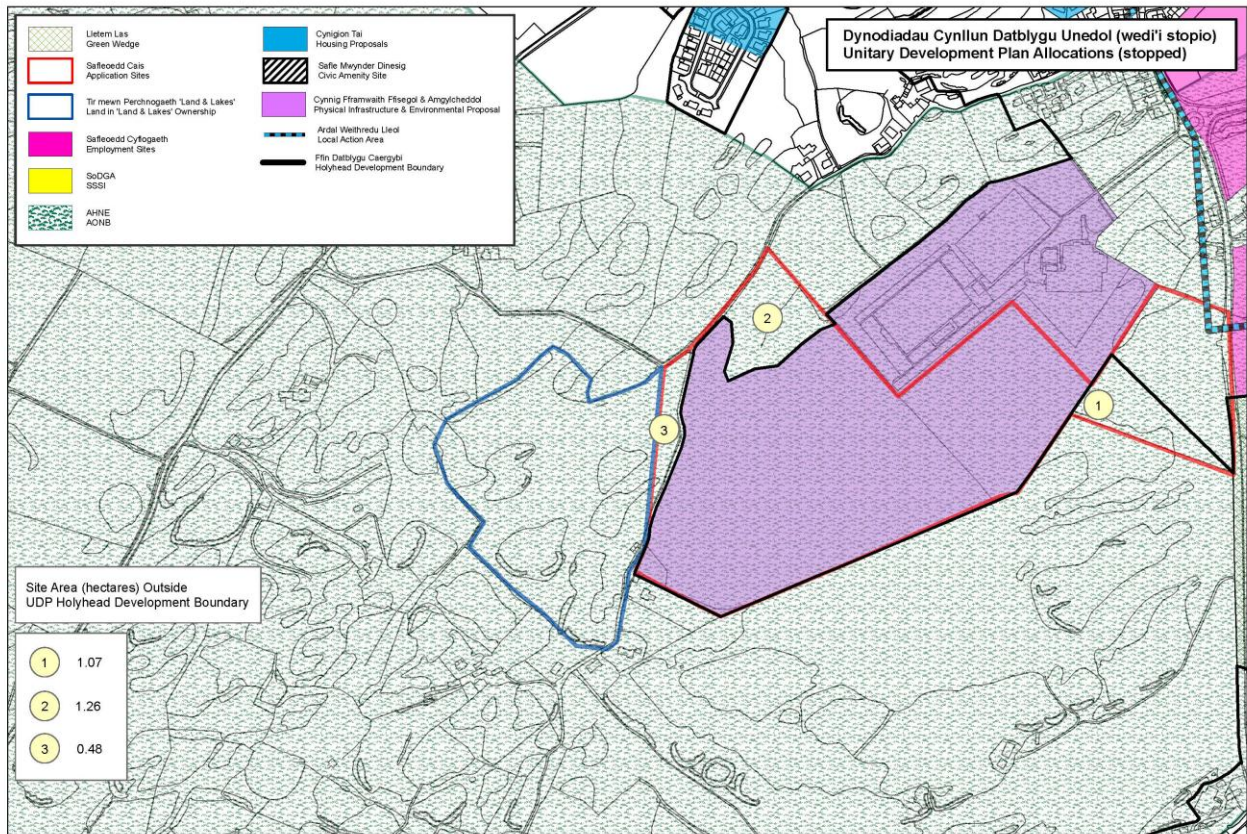 Lletem Las
Green Wedge
Safleoedd Cais
Application Sites
Tir mewn Perchnogaeth 'Land & Lakes'
Land in 'Land & Lakes' Ownership
Safleoedd Cyflogaeth
Employment Sites
SoDGA
SSSI
AHNE
AONB
Cynigion Tai
Housing Proposals
Safle Mwynder Dinesig
Civic Amenity Site
Cynnig Fframwaith Ffisegol & Amgylcheddol
Physical Infrastructure & Environmental Proposal
Ardal Weithredu Lleol
Local Action Area
Ffin Datblygu Caergybi
Holyhead Development Boundary
Dynodiadau Cynllun Datblygu Unedol (wedi'i stopio)
Unitary Development Plan Allocations (stopped)
2
1
3
Site Area (hectares) Outside
UDP Holyhead Development Boundary
1 1.07
2 1.26
3 0.48